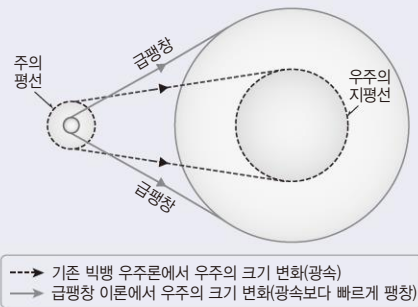 급팽창
주의
평선
우주의
지평선
급팽창
기존 빅뱅 우주론에서 우주의 크기 변화(광속)
급팽창 이론에서 우주의 크기 변화(광속보다 빠르게 팽창)